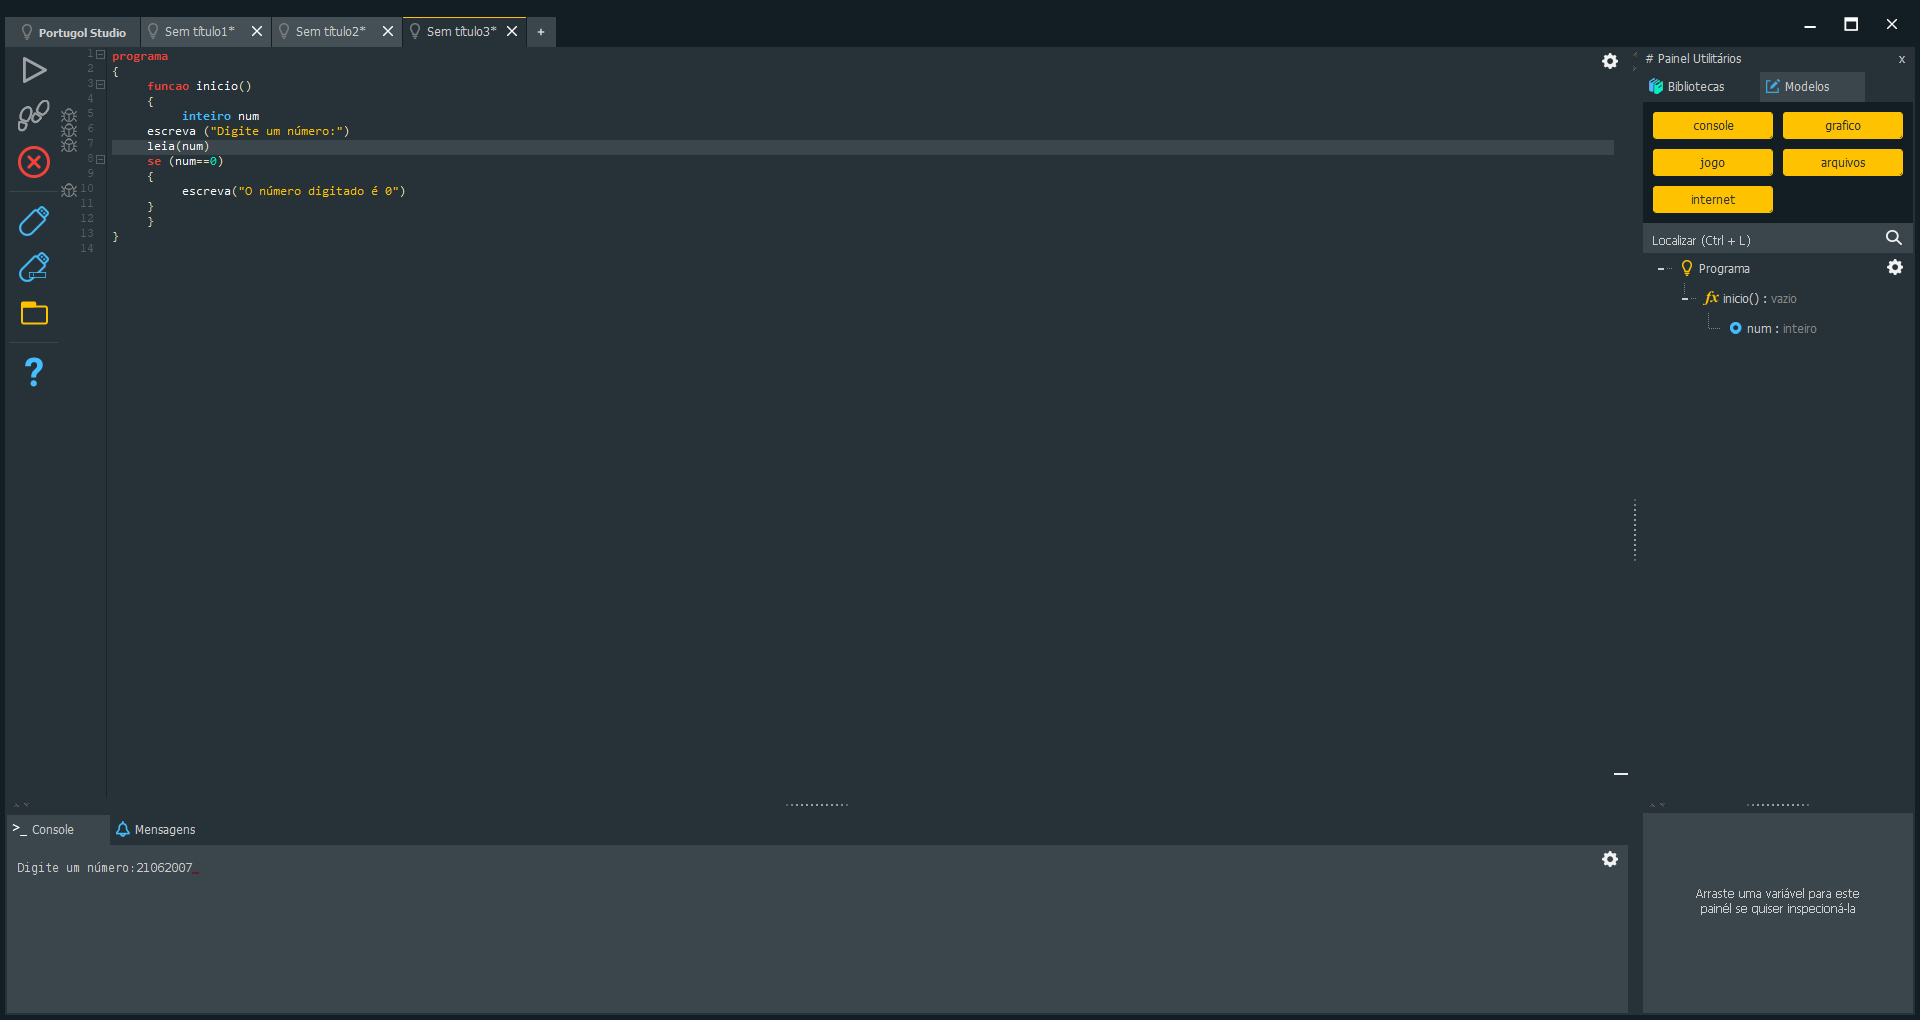 Portugol Studio
Sem título1*
Sem título2*
Sem título3*
+
1 programa
2 {
3 funcao inicio()
4 {
5 inteiro num
6 escreva ("Digite um número:")
7 leia(num)
8 se (num==0)
9 {
10 escreva("O número digitado é 0")
11 }
12 }
13 }
14
?
# Painel Utilitários x
Bibliotecas
Modelos
console
grafico
jogo
arquivos
internet
Localizar (Ctrl + L)
Programa
fx inicio() : vazio
num : inteiro
>_ Console
Mensagens
Digite um número:21062007_
Arraste uma variável para este
painél se quiser inspecioná-la